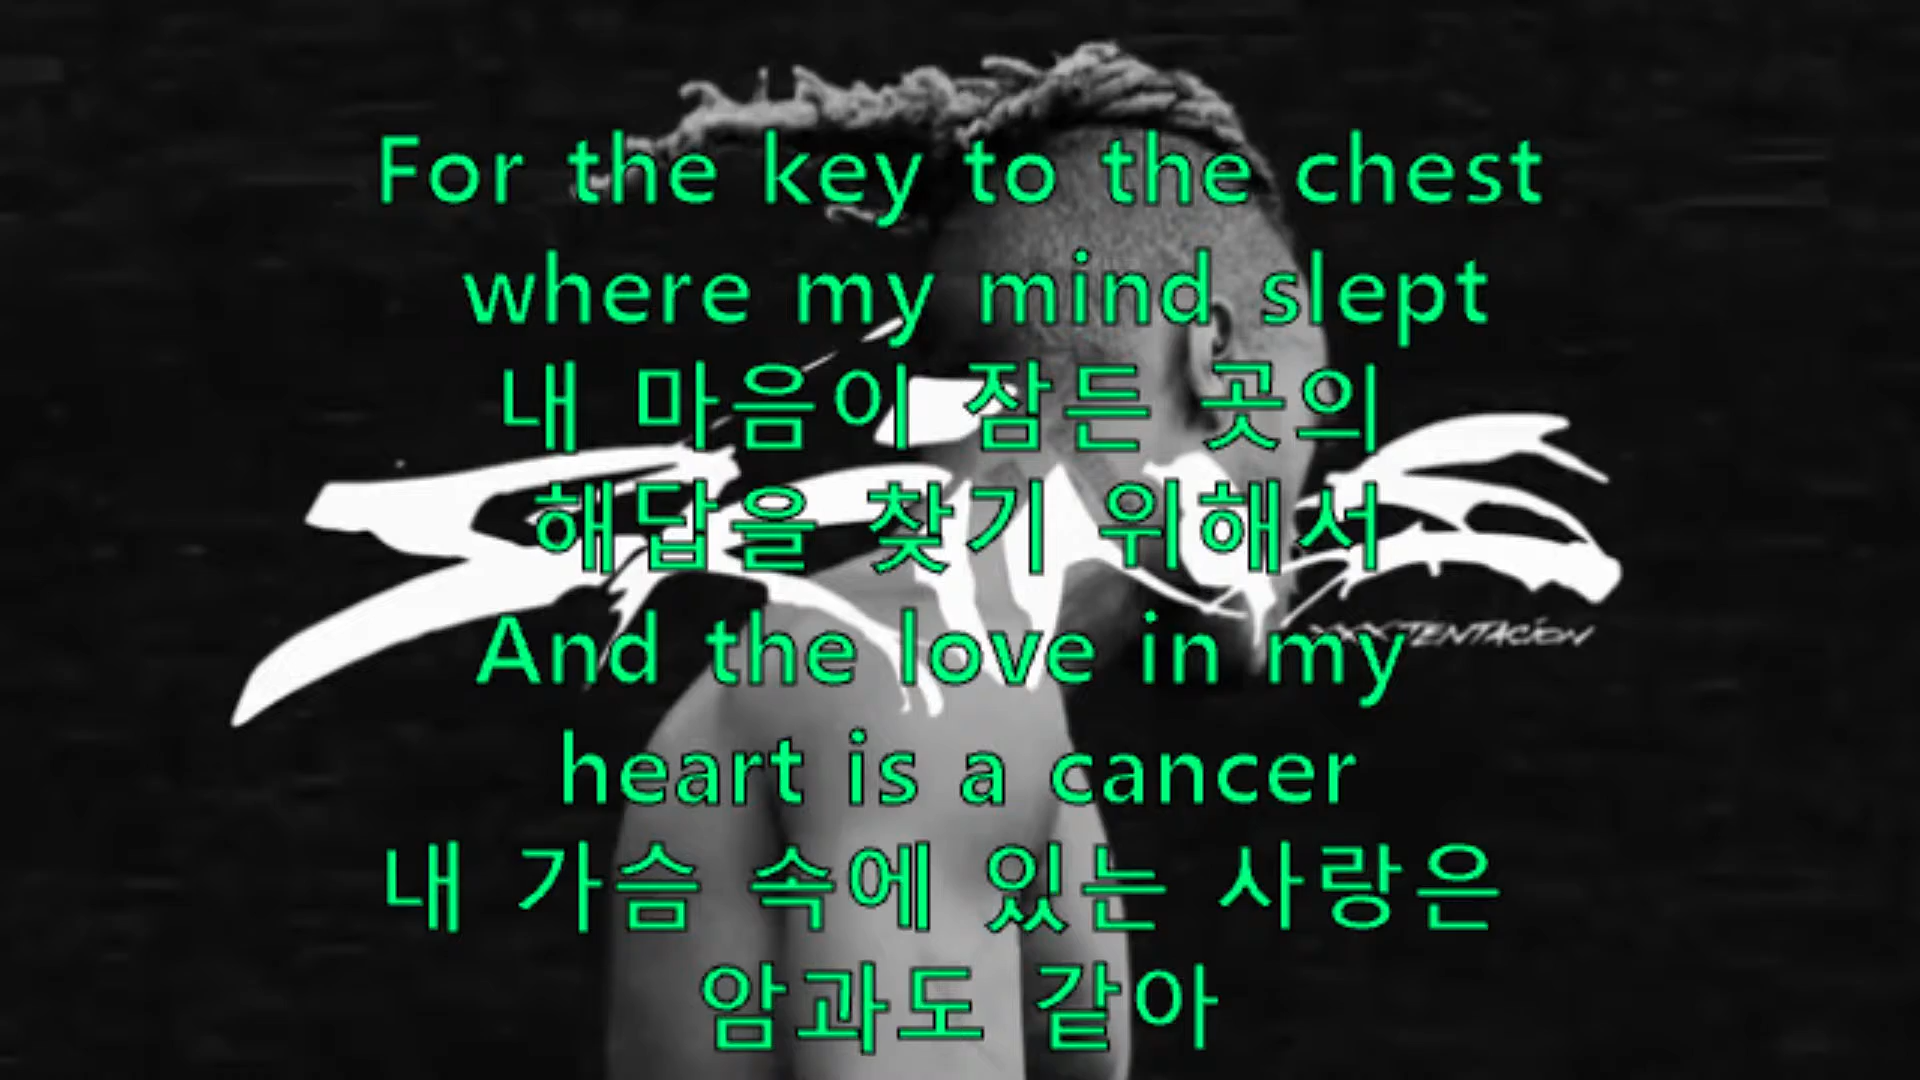 For the key to the chest
where my mind slept
내 마음이 잠든 곳의
해답을 찾기 위해서
And the love in my
XXXTENTACION
heart is a cancer
내 가슴 속에 있는 사랑은
암과도 같아